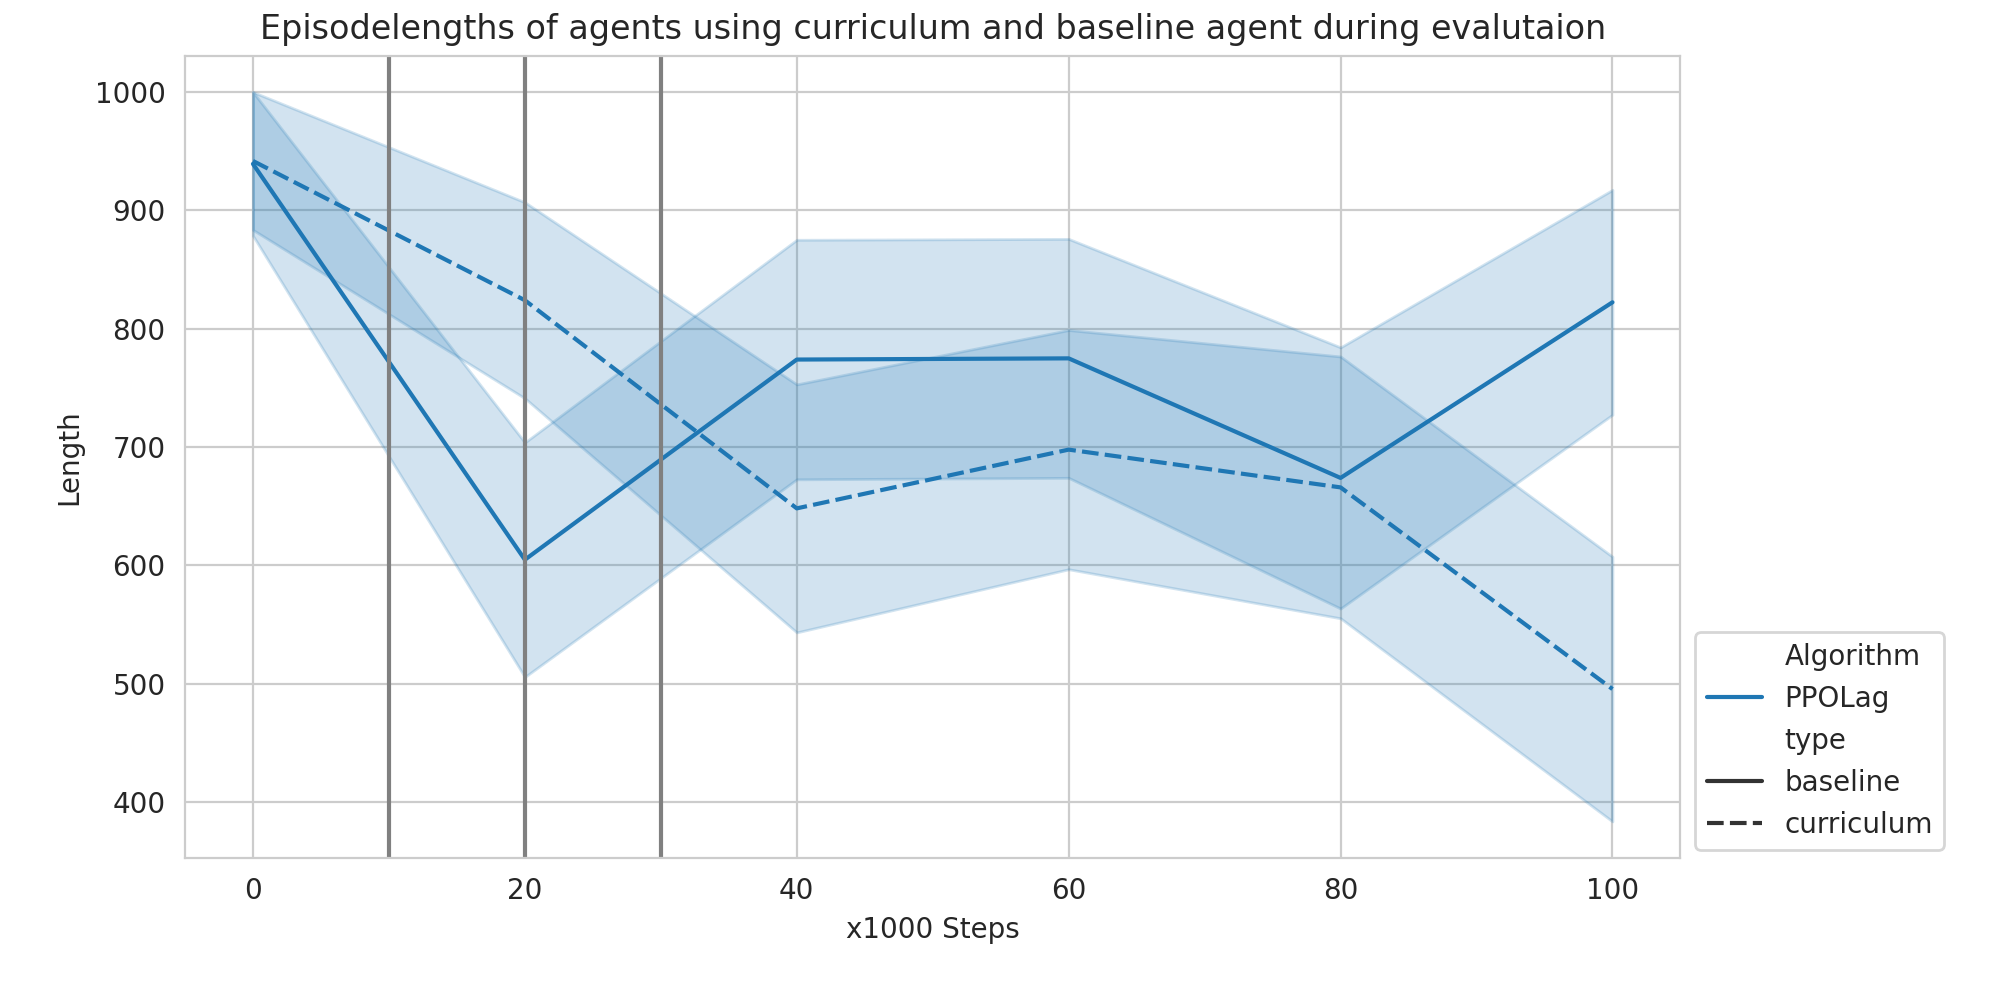 Episodelengths of agents using curriculum and baseline agent during evalutaion
1000
900
800
700
600
500
400
Length
0 20 40 60 80 100
x1000 Steps
Algorithm
PPOLag
type
baseline
curriculum